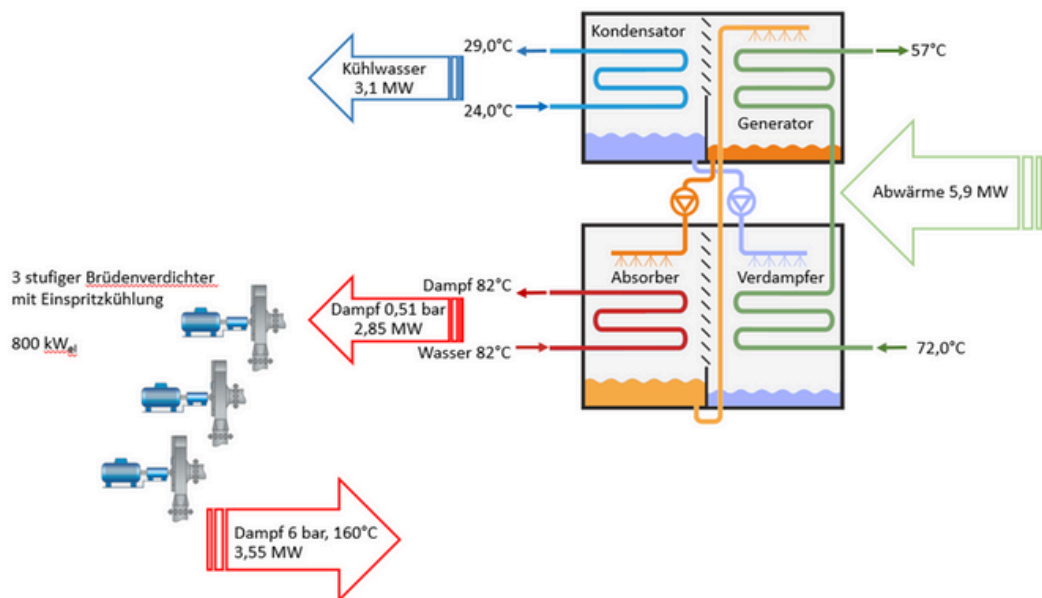 Kondensator
29,0°C
57°C
Kühlwasser
3,1 MW
24,0°C
Generator
Abwärme 5,9 MW
3 stufiger Brüdenverdichter
mit Einspritzkühlung
800 kWel
Absorber
Verdampfer
Dampf 82°C
Dampf 0,51 bar
2,85 MW
Wasser 82°C
72,0°C
Dampf 6 bar, 160°C
3,55 MW